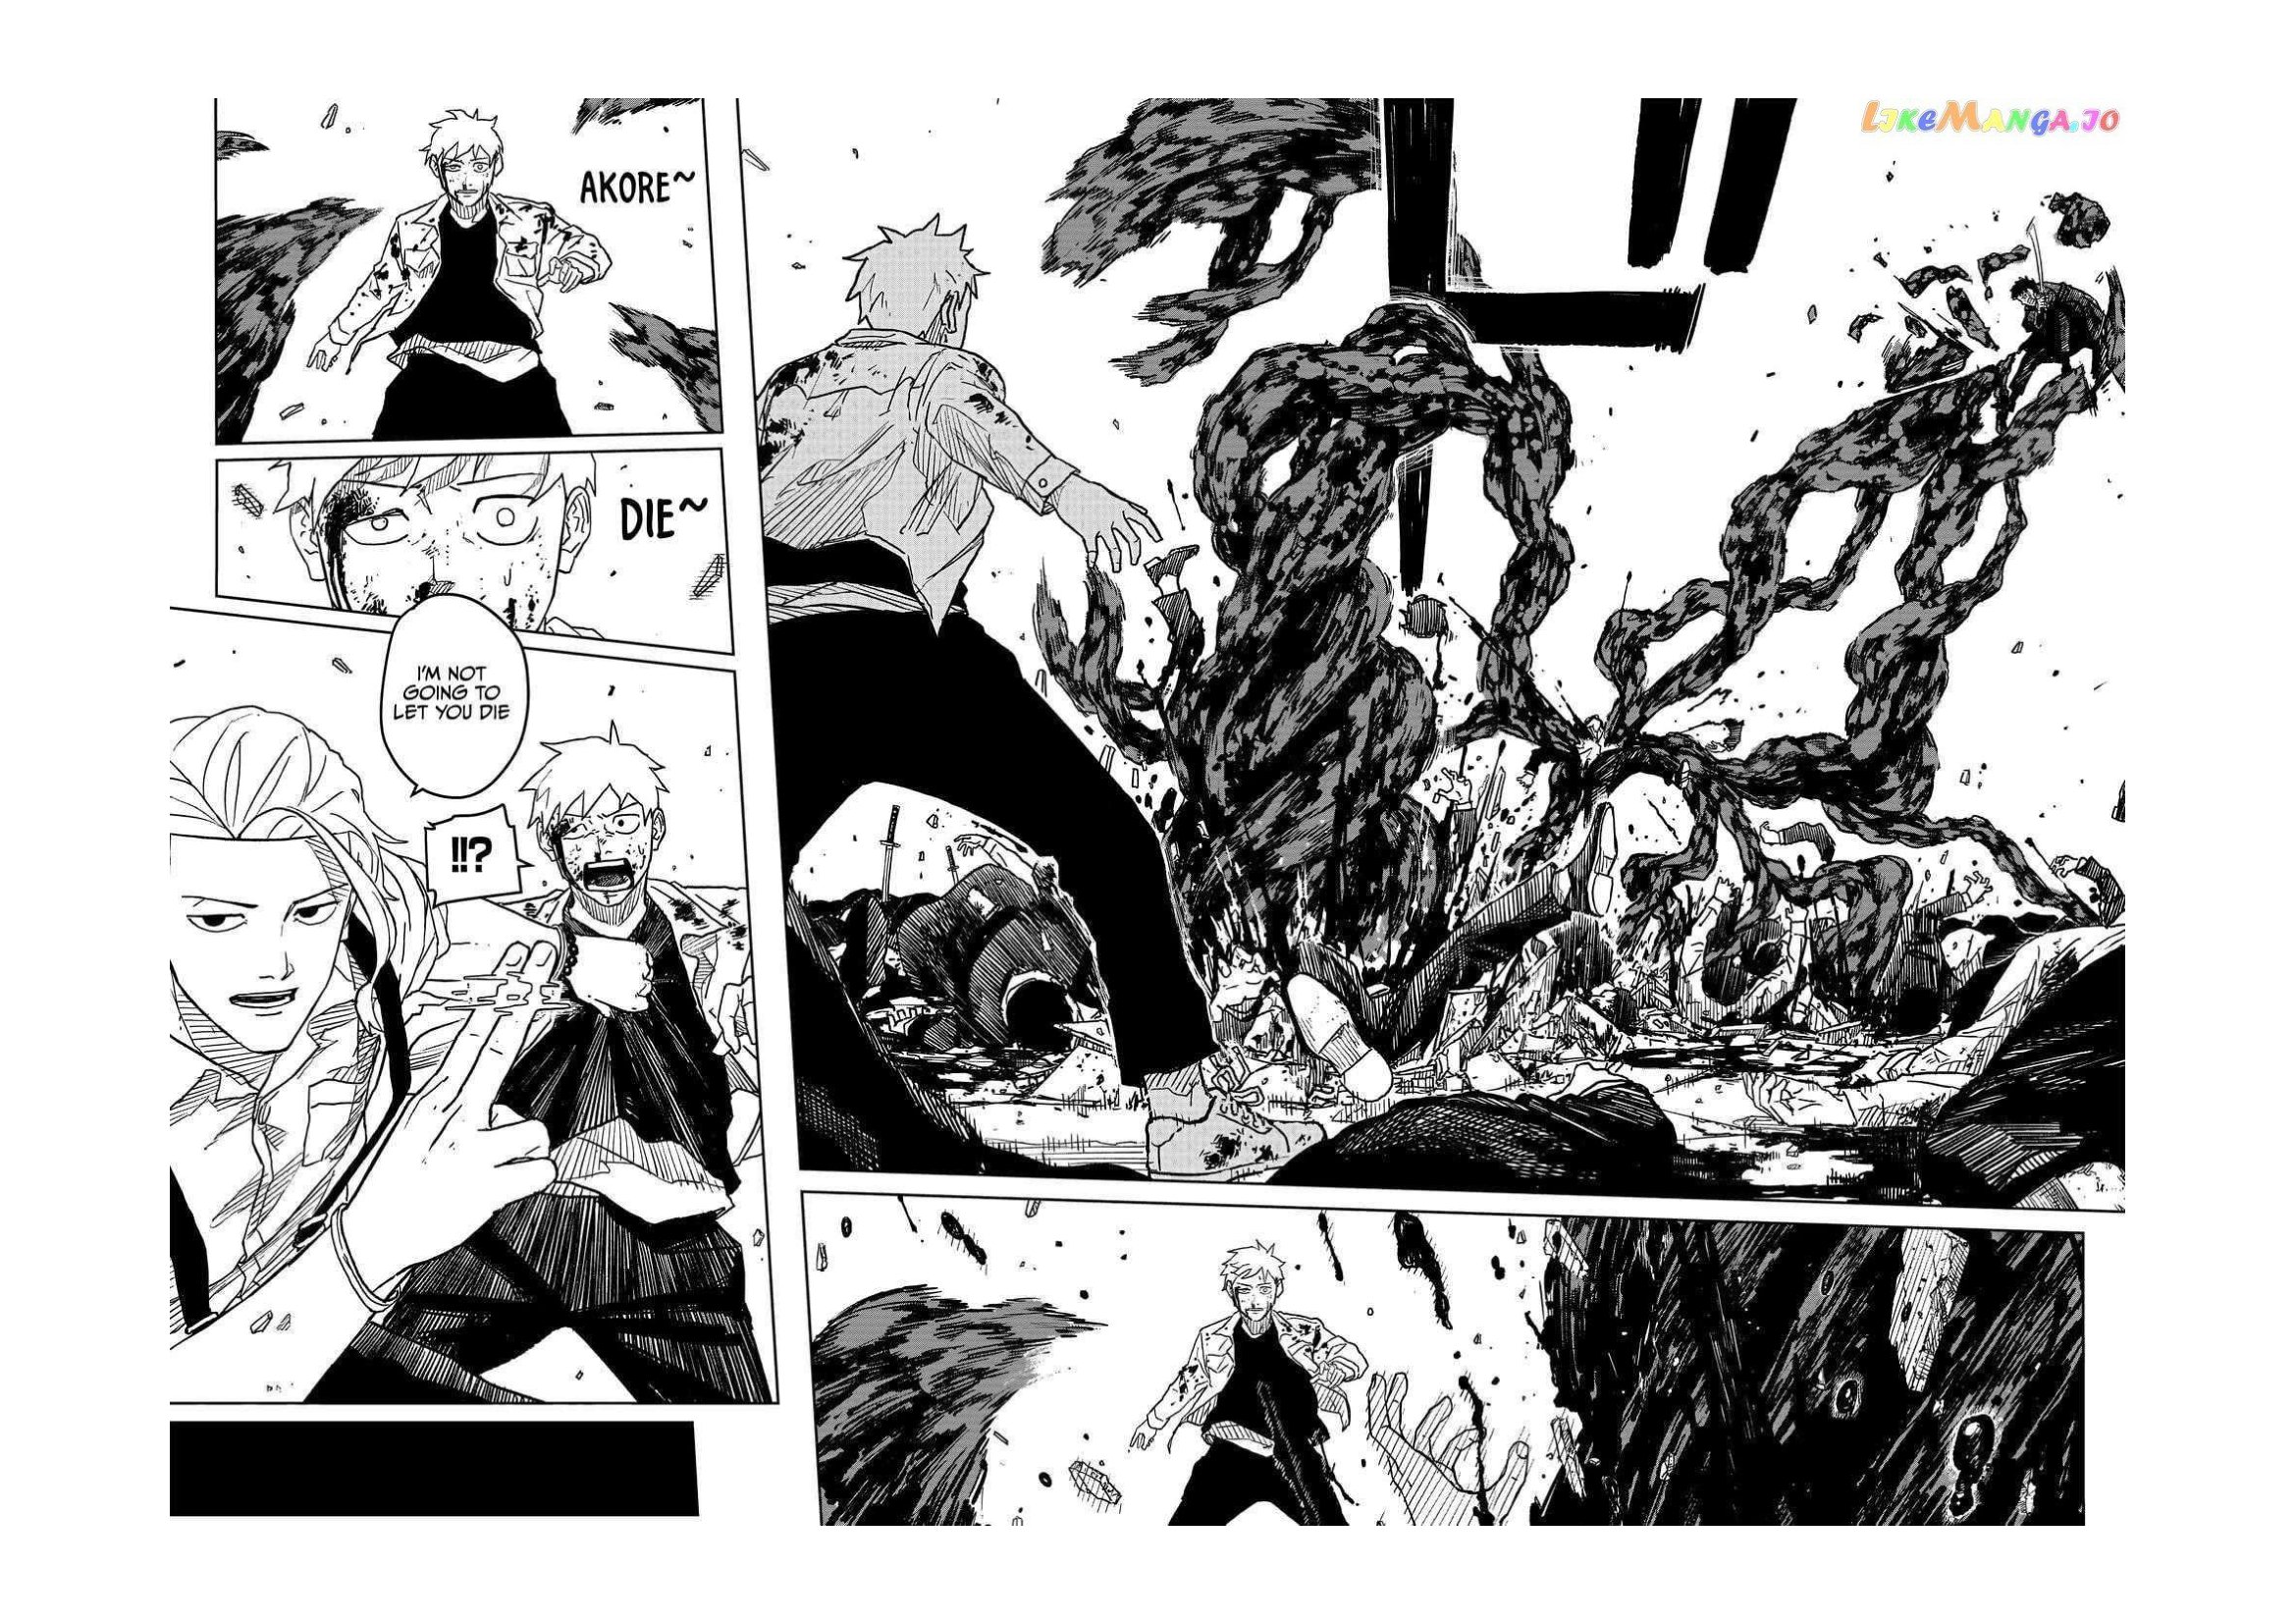 LIKEMANGA.IO
AKORE~
DIE~
I'M NOT
GOING TO
LET YOU DIE
!!?